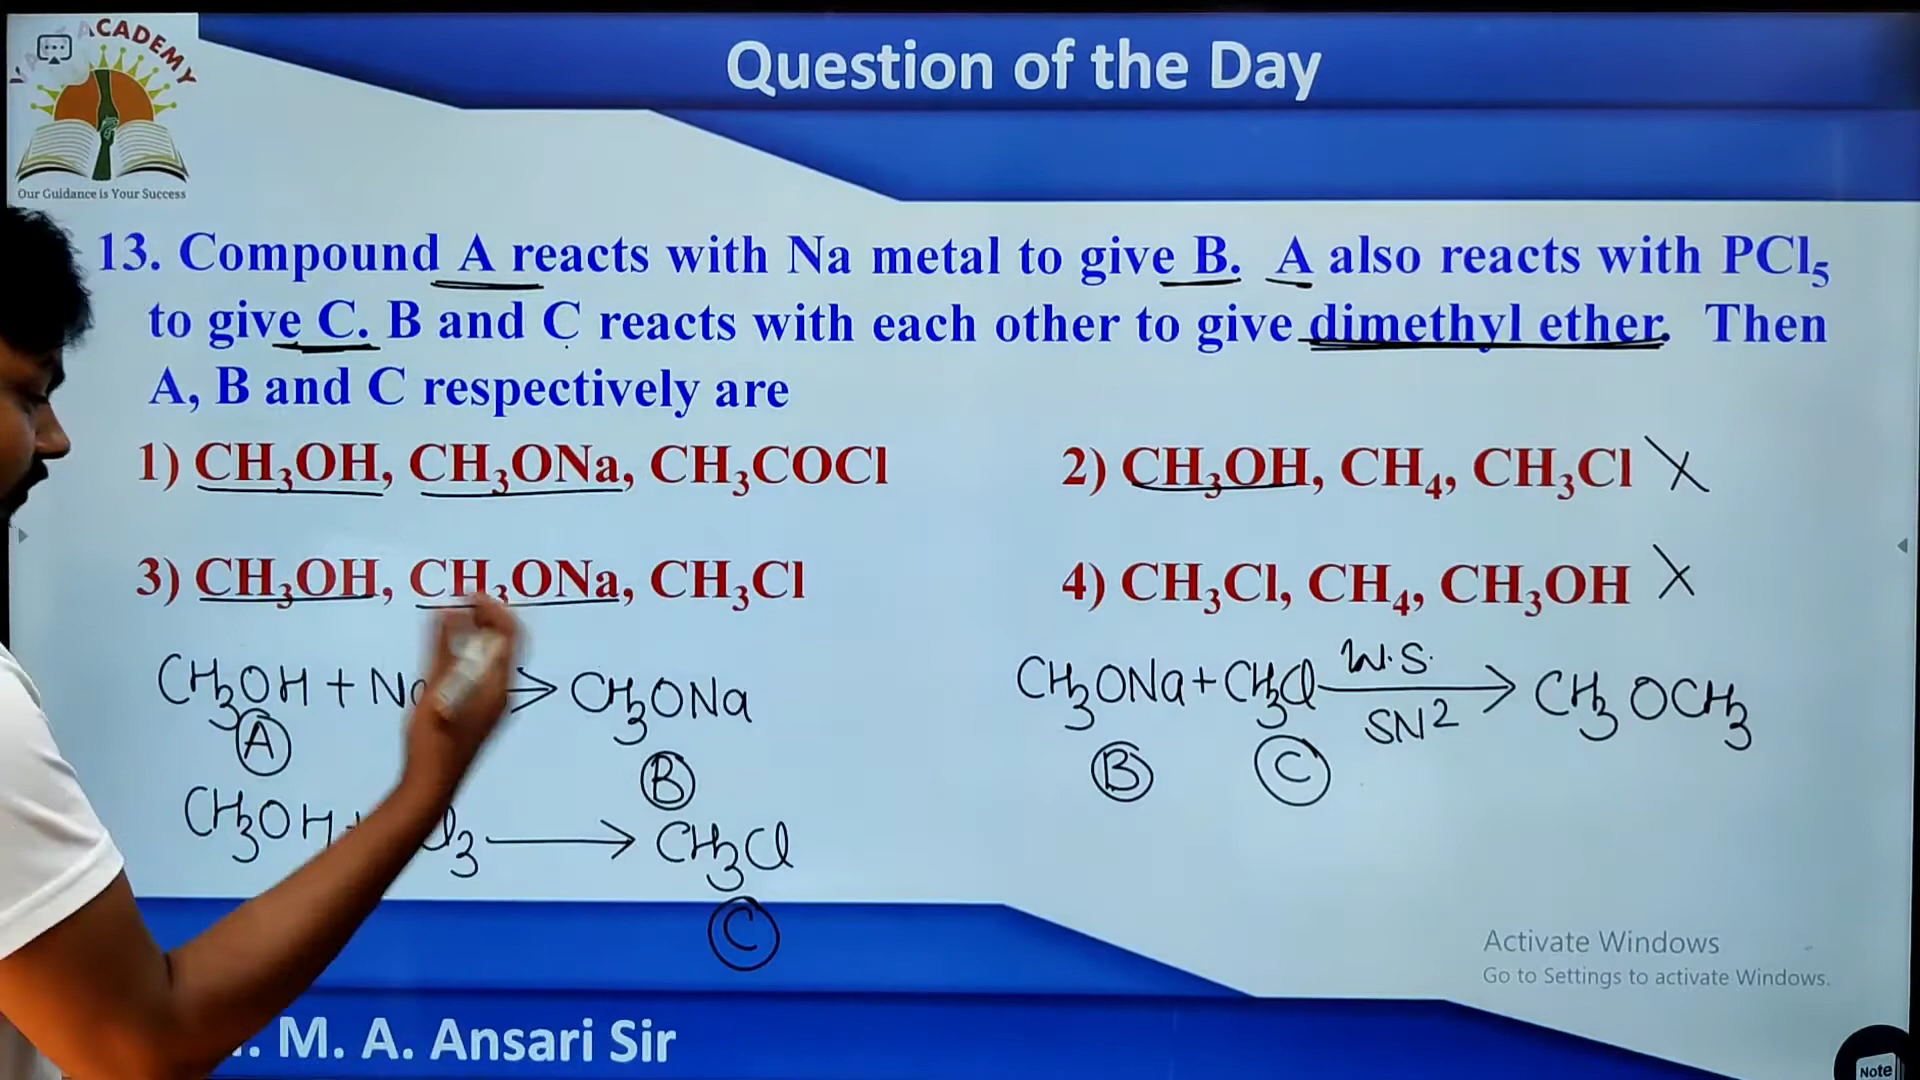 ACADEMY
Our Guidance is Your Success
Question of the Day
13. Compound A reacts with Na metal to give B. A also reacts with PCl₅
to give C. B and C reacts with each other to give dimethyl ether. Then
A, B and C respectively are
1) CH₃OH, CH₃ONa, CH₃COCl
2) CH₃OH, CH₄, CH₃Cl X
3) CH₃OH, CH₃ONa, CH₃Cl
4) CH₃Cl, CH₄, CH₃OH X
CH₃OH + Na → CH₃ONa
A
B
CH₃OH + l₃ → CH₃Cl
C
CH₃ONa + CH₃Cl W.S. SN² → CH₃OCH₃
B
C
Activate Windows
Go to Settings to activate Windows.
. M. A. Ansari Sir
Note